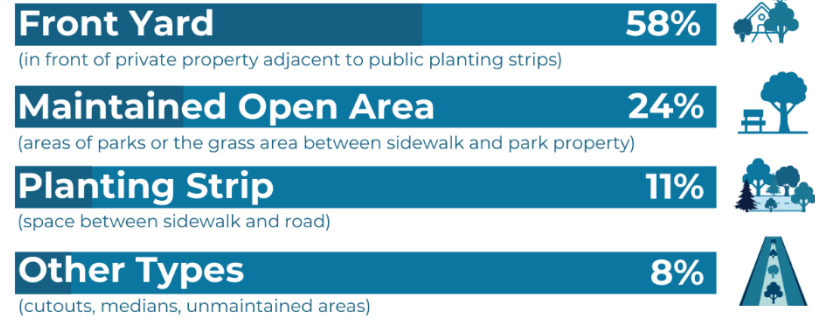 Front Yard 58%
(in front of private property adjacent to public planting strips)
Maintained Open Area 24%
(areas of parks or the grass area between sidewalk and park property)
Planting Strip 11%
(space between sidewalk and road)
Other Types 8%
(cutouts, medians, unmaintained areas)